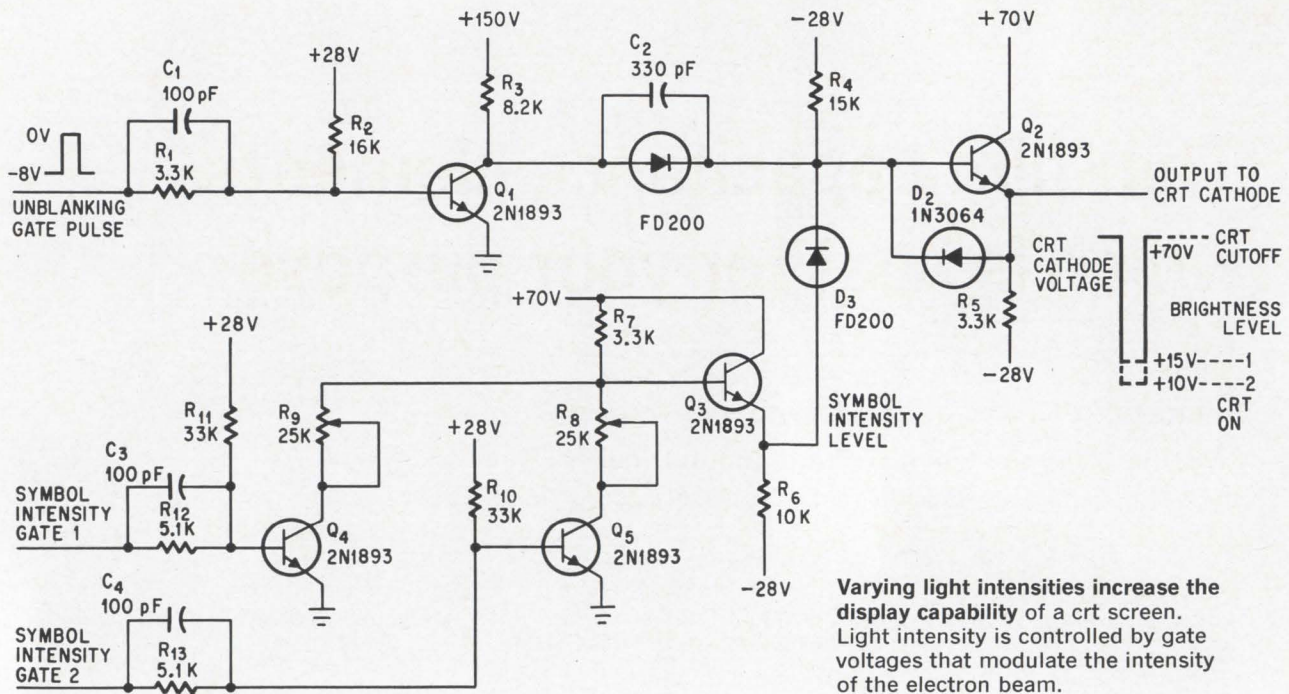 +150V
-28V
+70V
C1
100 pF
+28V
R3
8.2K
C2
330 pF
R4
15K
0V
-8V
R1
3.3K
R2
16K
Q1
2N1893
Q2
2N1893
UNBLANKING
GATE PULSE
FD200
D2
1N3064
OUTPUT TO
CRT CATHODE
CRT
CATHODE
VOLTAGE
+70V
CRT
CUTOFF
BRIGHTNESS
LEVEL
+15V----1
+10V----2
CRT
ON
+70V
R7
3.3K
D3
FD200
R5
3.3K
-28V
+28V
R11
33K
R9
25K
R8
25K
+28V
Q3
2N1893
SYMBOL
INTENSITY
LEVEL
C3
100 pF
R10
33K
R6
10K
SYMBOL
INTENSITY
GATE 1
R12
5.1K
Q4
2N1893
Q5
2N1893
-28V
C4
100 pF
SYMBOL
INTENSITY
GATE 2
R13
5.1K
Varying light intensities increase the
display capability of a crt screen.
Light intensity is controlled by gate
voltages that modulate the intensity
of the electron beam.